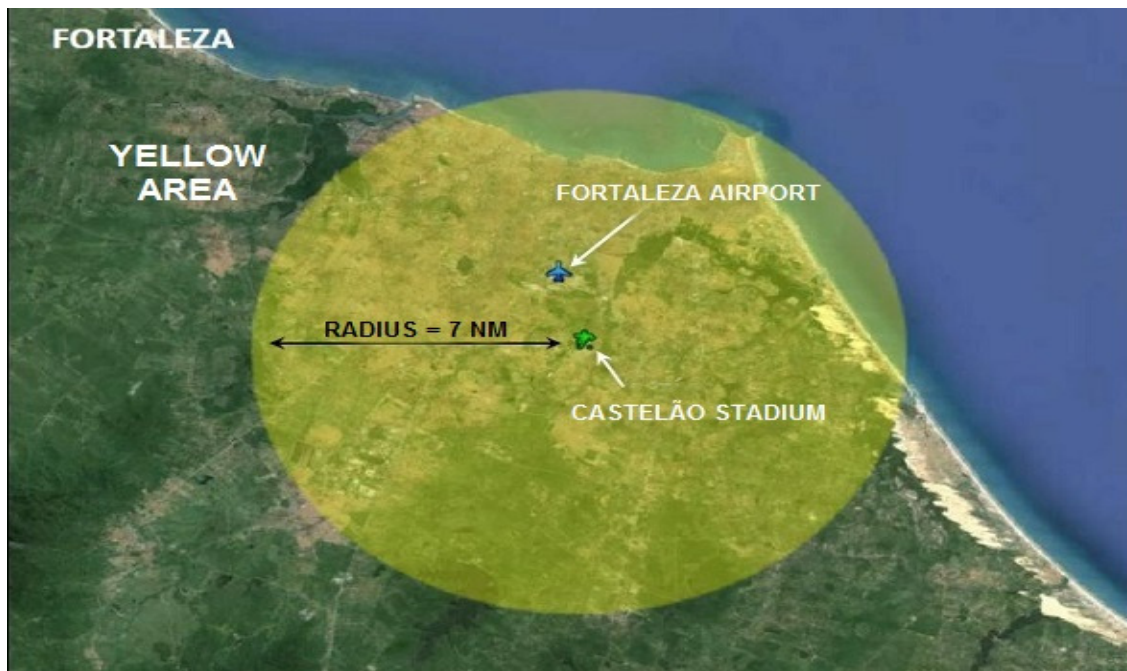 FORTALEZA
YELLOW
AREA
FORTALEZA AIRPORT
RADIUS = 7 NM
CASTELÃO STADIUM